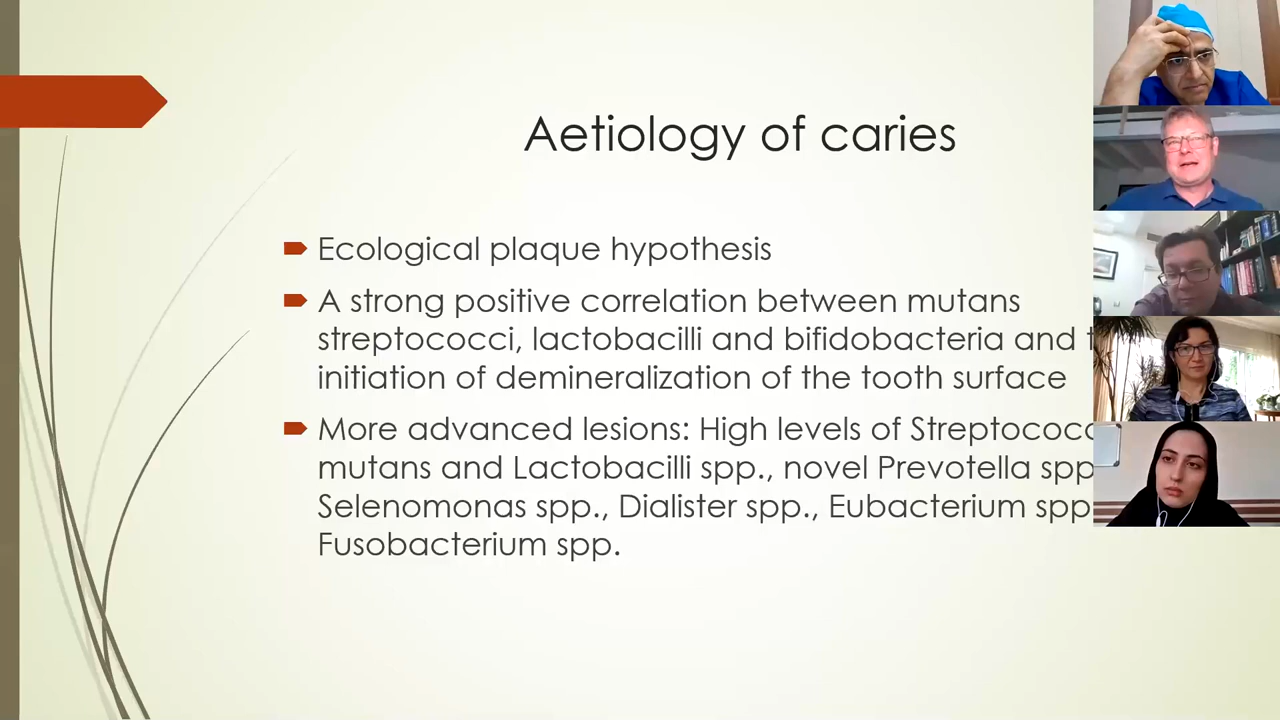 Aetiology of caries
Ecological plaque hypothesis
A strong positive correlation between mutans
streptococci, lactobacilli and bifidobacteria and
initiation of demineralization of the tooth surface
More advanced lesions: High levels of
mutans and Lactobacilli spp., novel Prevotella spp
Selenomonas spp., Dialister spp., Eubacterium spp
Fusobacterium spp.